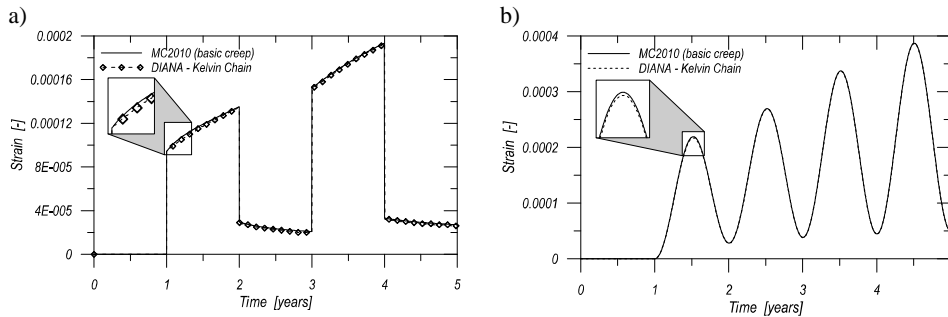 a)
0.0002
0.00016
0.00012
8E-005
4E-005
0
Strain [-]
MC2010 (basic creep)
DIANA - Kelvin Chain
0 1 2 3 4 5
Time [years]
b)
0.0004
0.0003
0.0002
0.0001
0
Strain [-]
MC2010 (basic creep)
DIANA - Kelvin Chain
0 1 2 3 4
Time [years]